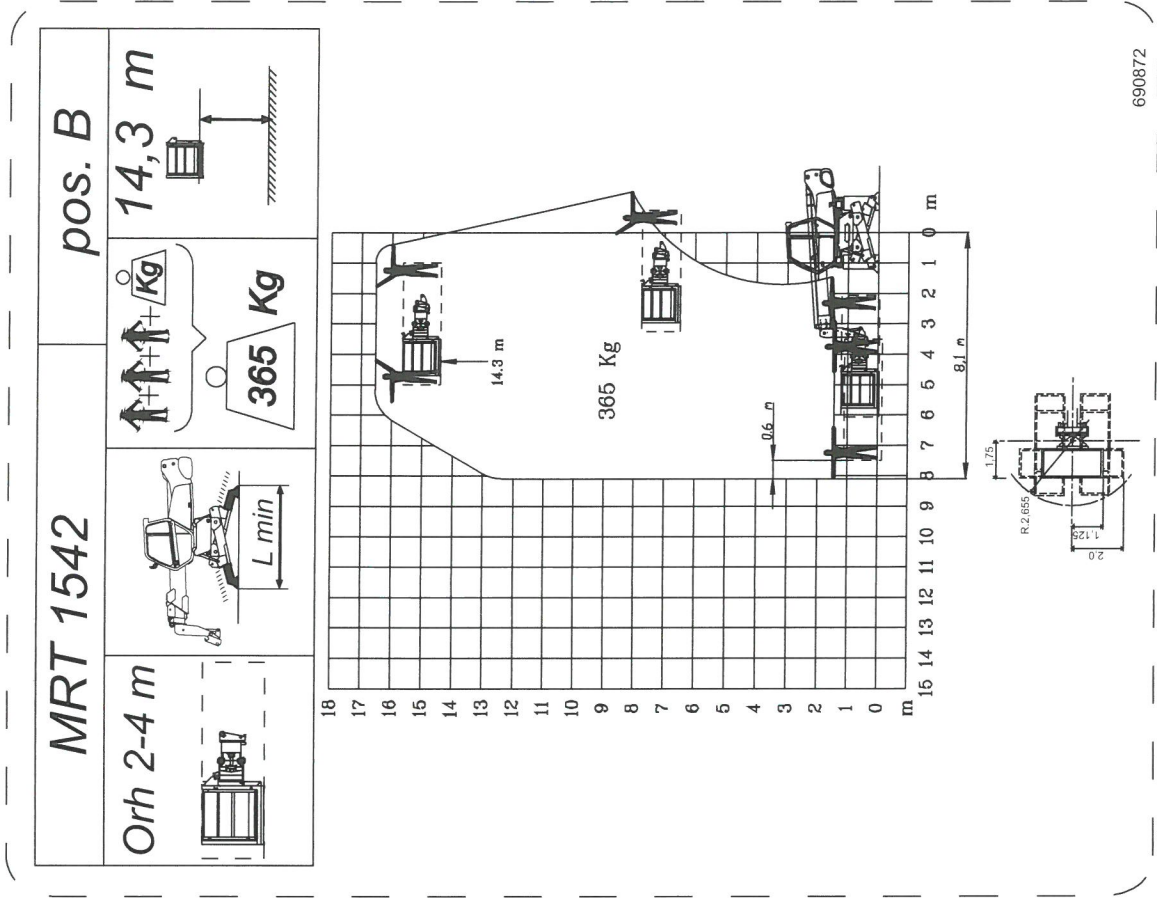 MRT 1542
pos. B
Orh 2-4 m
L min
+ + + Kg
365 Kg
14,3 m
18
17
16
15
14
13
12
11
10
9
8
7
6
5
4
3
2
1
0
m
15 14 13 12 11 10 9 8 7 6 5 4 3 2 1 0 m
14.3 m
365 Kg
0.6 m
8,1 m
1,75
R.2,655
1,125
2,0
690872